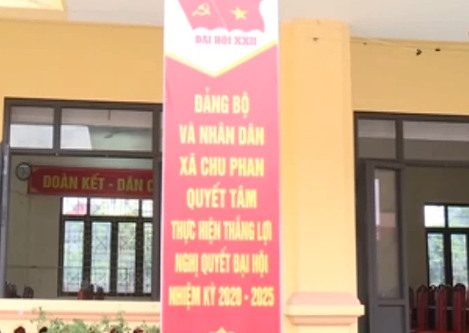 ĐẠI HỘI XXII
ĐẢNG BỘ
VÀ NHÂN DÂN
XÃ CHU PHAN
QUYẾT TÂM
THỰC HIỆN THẮNG LỢI
NGHỊ QUYẾT ĐẠI HỘI
NHIỆM KỲ 2020 - 2025
ĐOÀN KẾT - DÂN